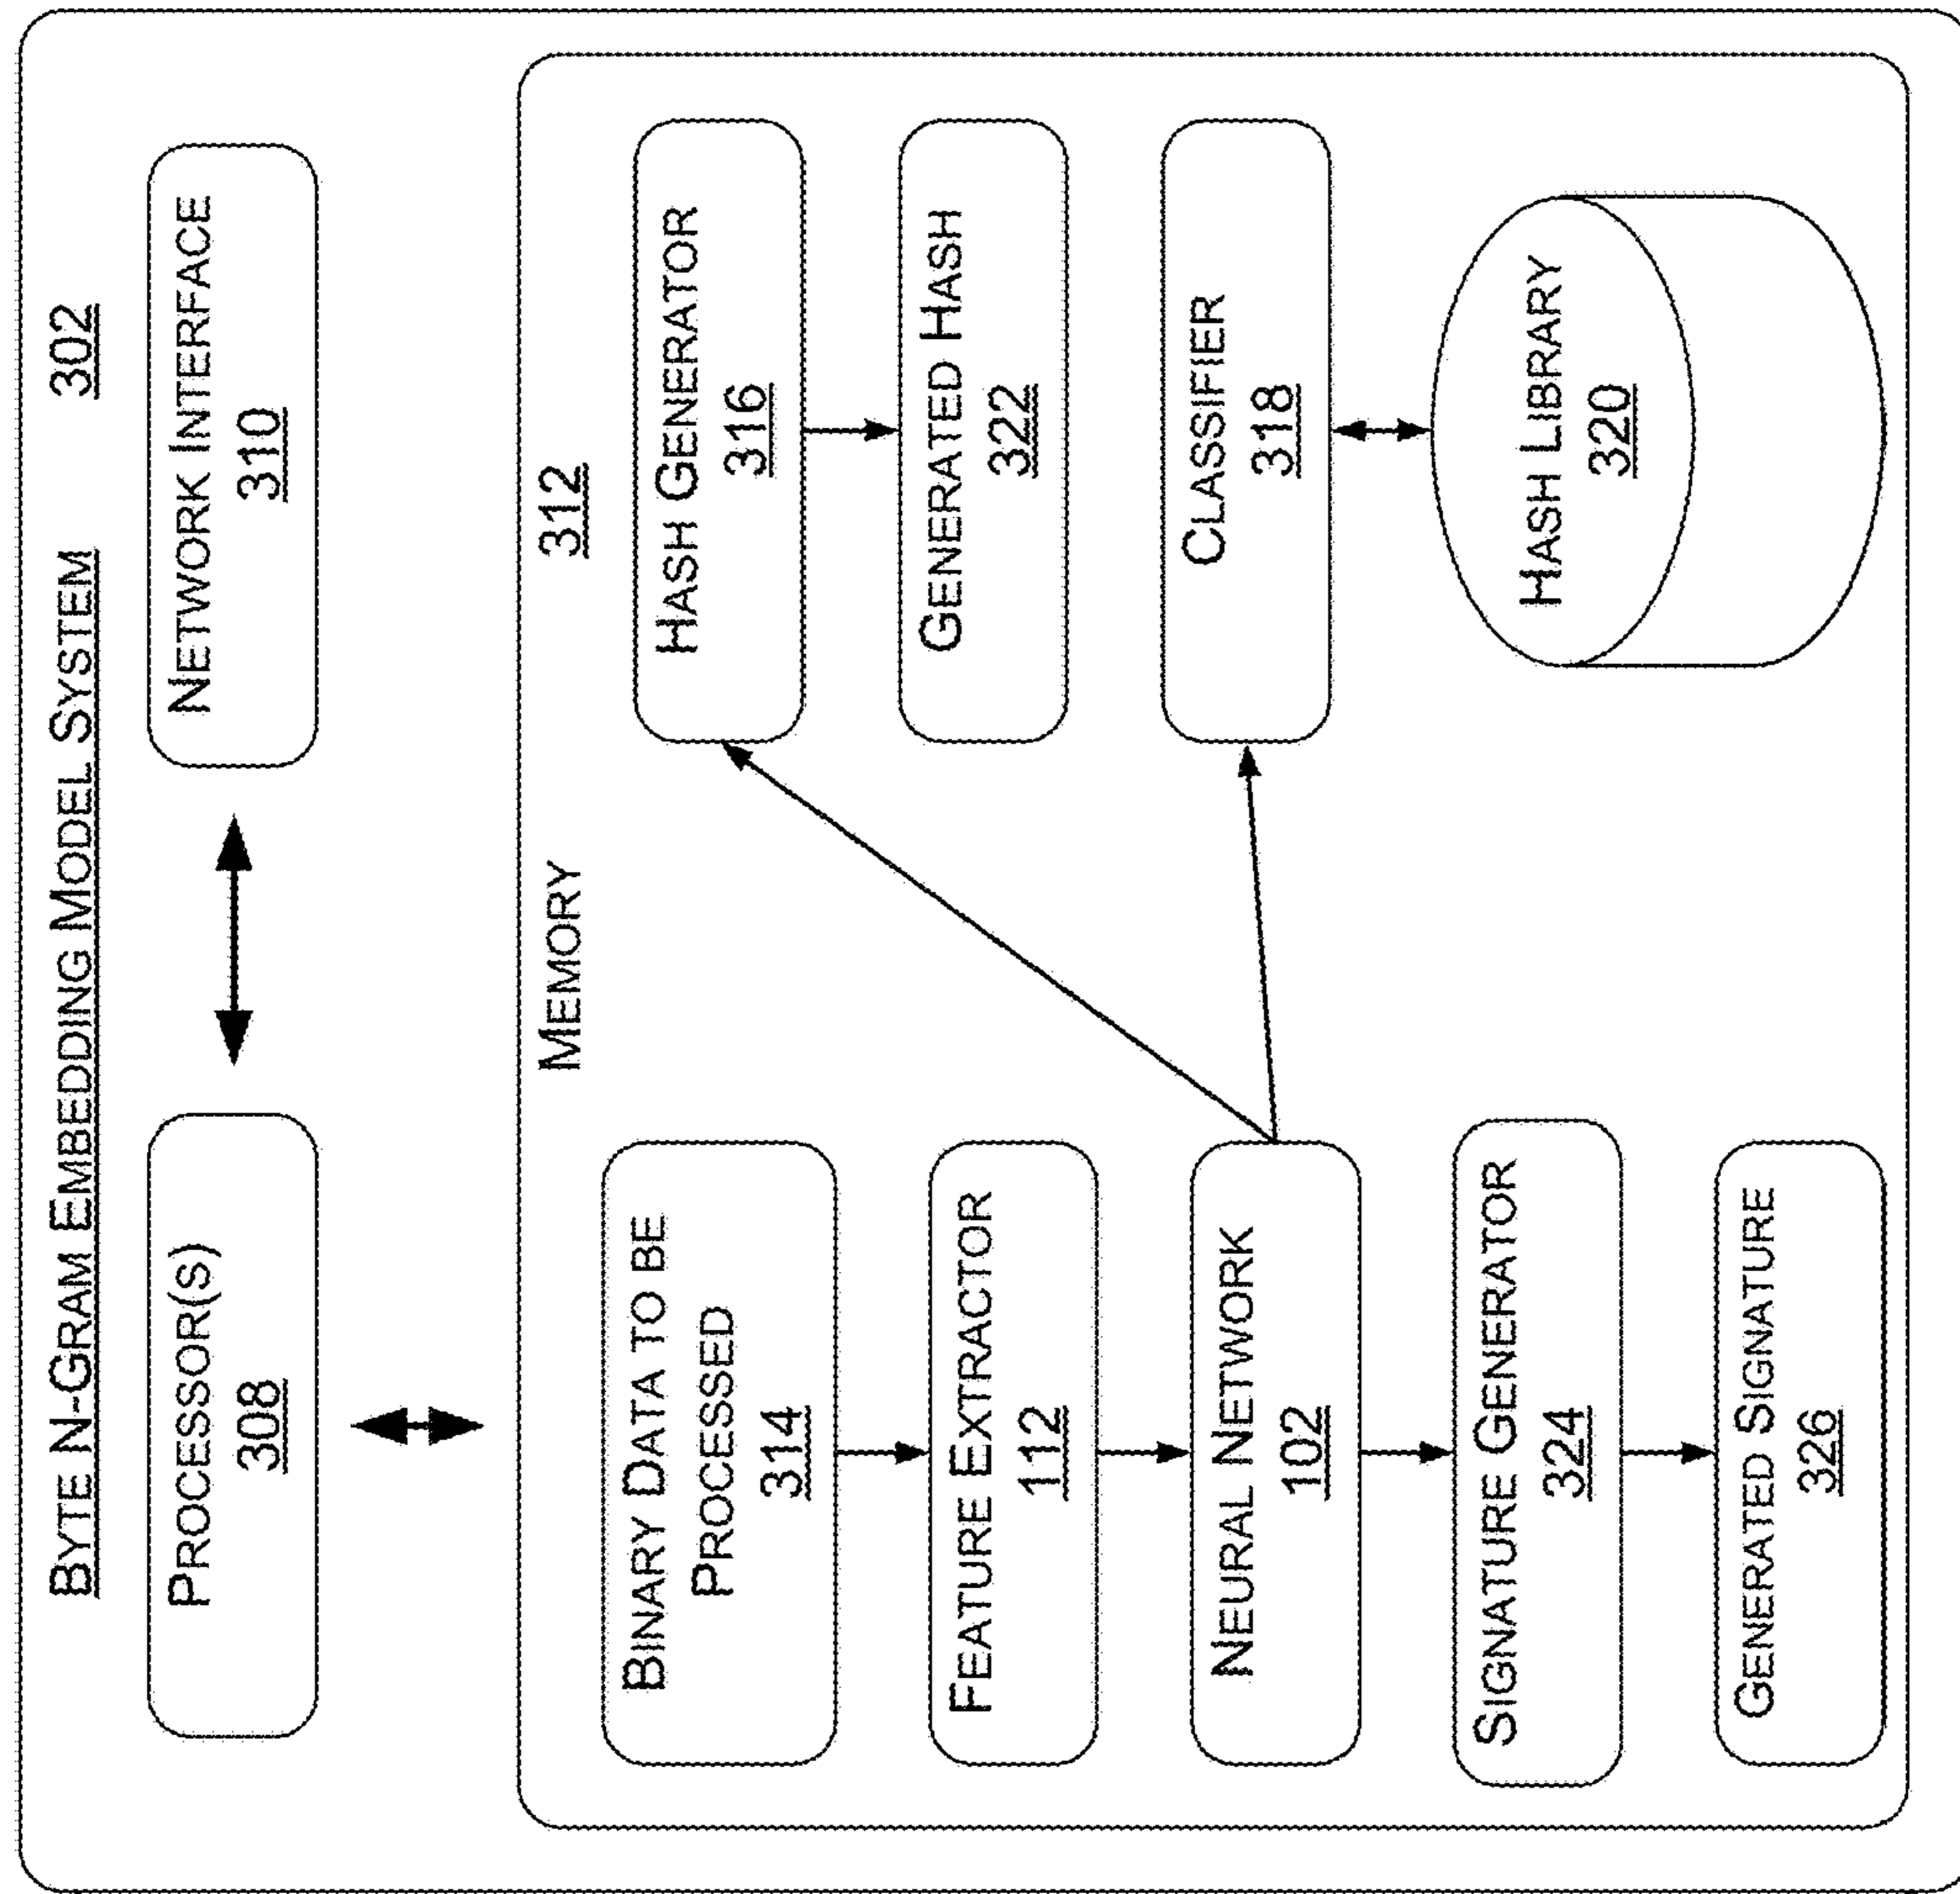 BYTE N-GRAM EMBEDDING MODEL SYSTEM 302
PROCESSOR(S)
308
NETWORK INTERFACE
310
MEMORY 312
BINARY DATA TO BE
PROCESSED
314
FEATURE EXTRACTOR
112
NEURAL NETWORK
102
SIGNATURE GENERATOR
324
GENERATED SIGNATURE
326
HASH GENERATOR
316
GENERATED HASH
322
CLASSIFIER
318
HASH LIBRARY
320